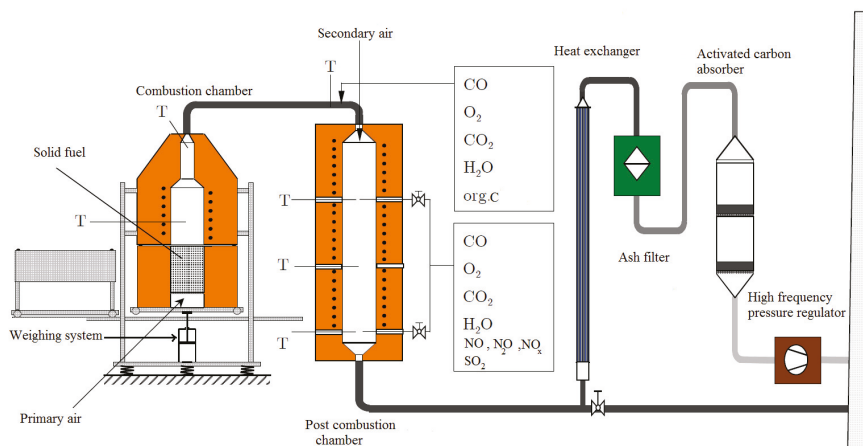 Secondary air
T
Combustion chamber
T
Solid fuel
T
Weighing system
Primary air
T
T
T
Post combustion
chamber
CO
O₂
CO₂
H₂O
org.c
CO
O₂
CO₂
H₂O
NO, N₂O, NOₓ
SO₂
Heat exchanger
Activated carbon
absorber
Ash filter
High frequency
pressure regulator